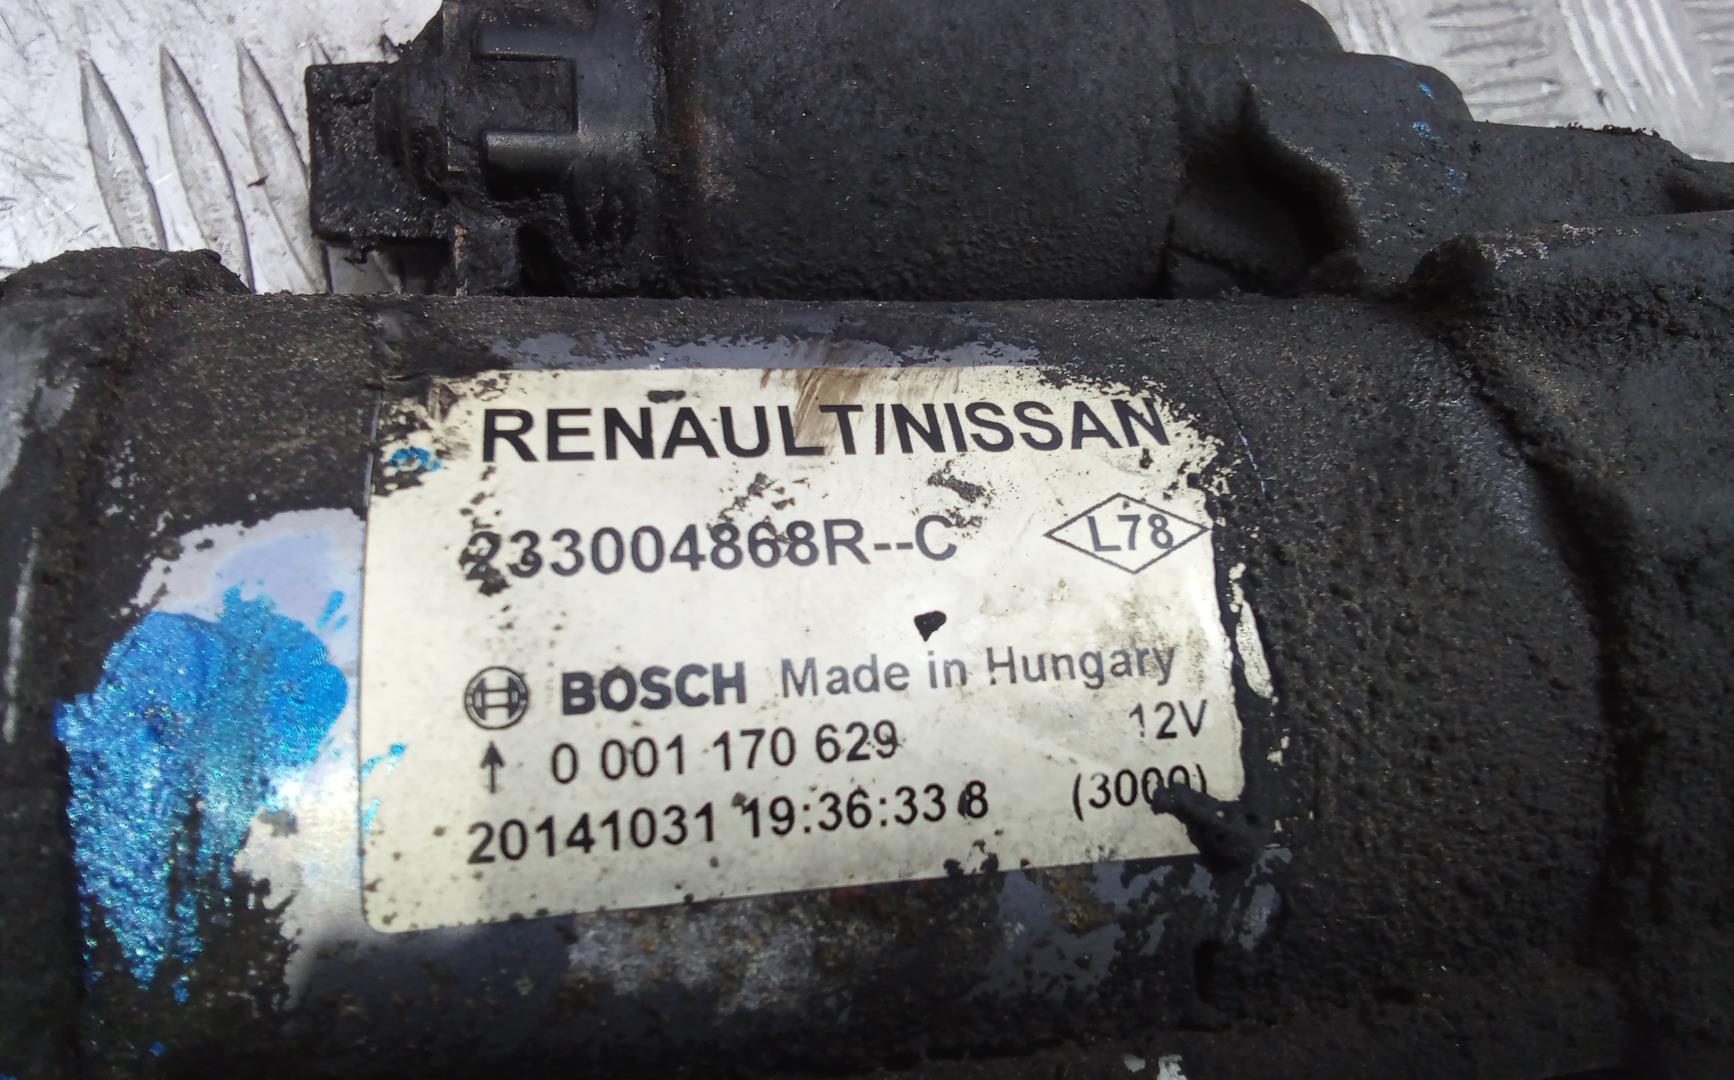 RENAULT/NISSAN
233004868R--C
L78
BOSCH Made in Hungary
0 001 170 629 12V
20141031 19:36:33 8 (3000)